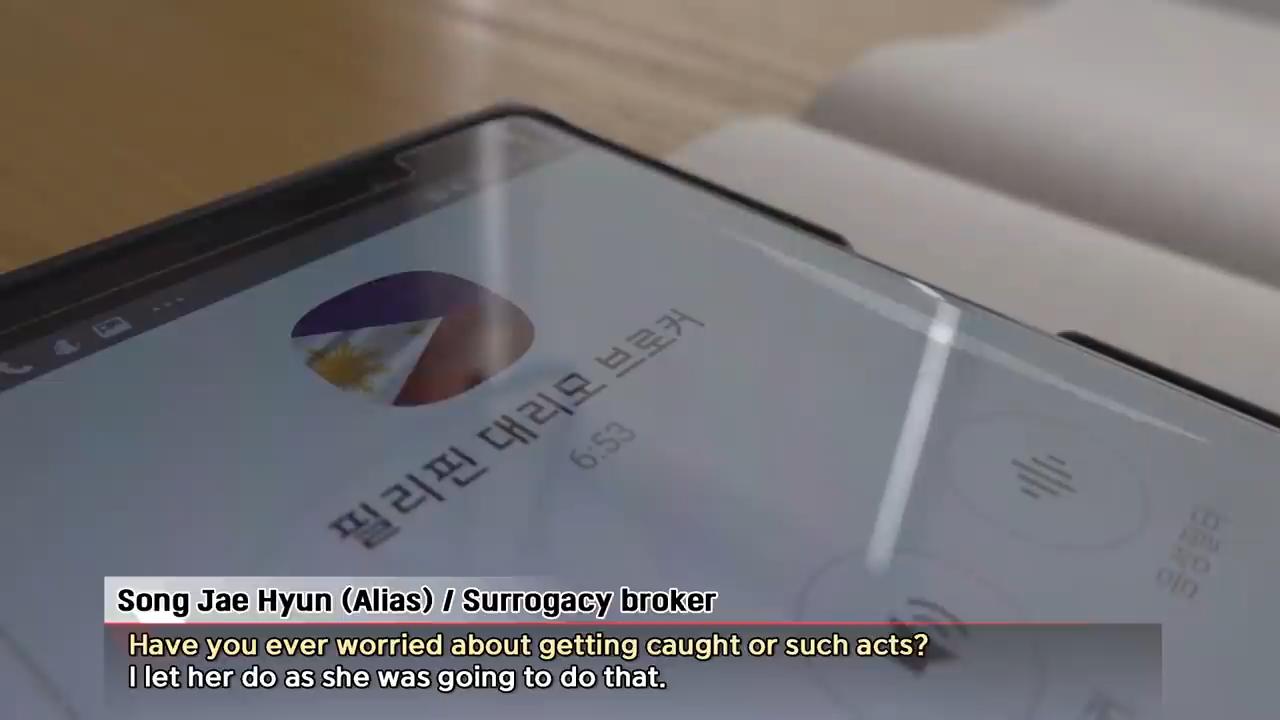 필리핀 대리모 브로커
6:53
Song Jae Hyun (Alias) / Surrogacy broker
Have you ever worried about getting caught or such acts?
I let her do as she was going to do that.